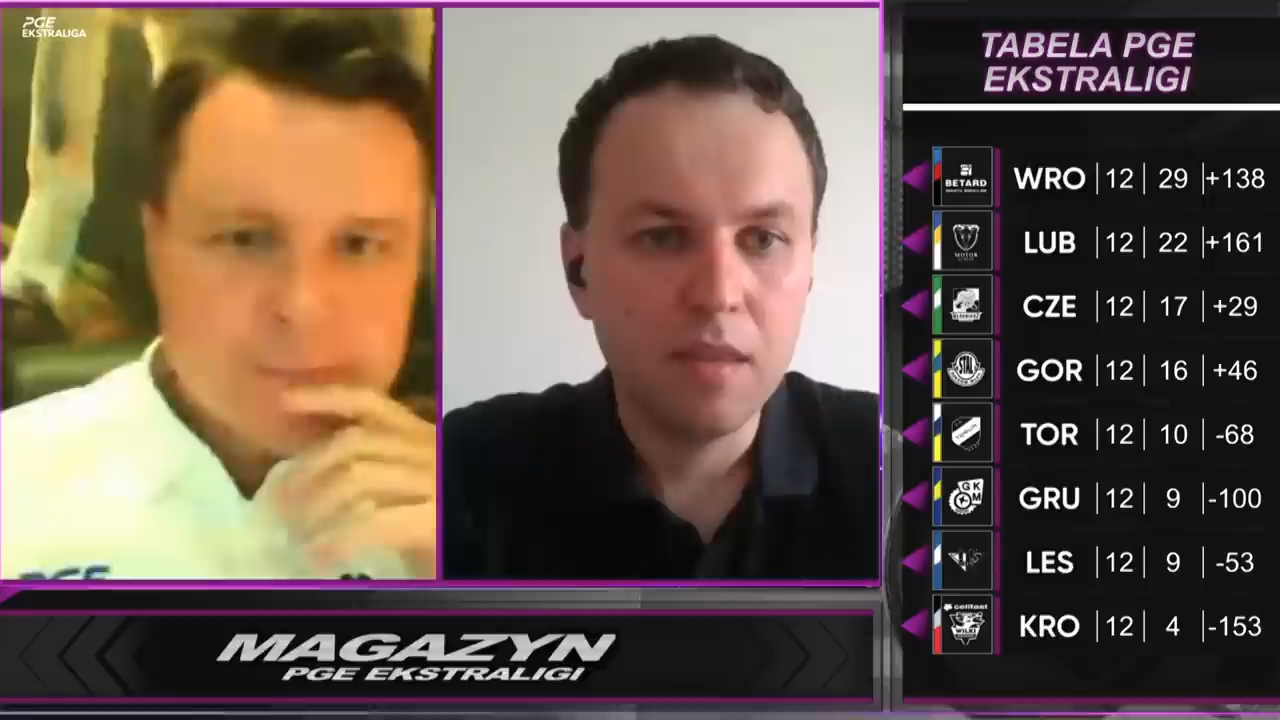 PGE
EKSTRALIGA
TABELA PGE
EKSTRALIGI
BETARD
WRO 12 29 +138
MOTOR
LUB 12 22 +161
CZE 12 17 +29
STAL
GOR 12 16 +46
TOR 12 10 -68
GKM
GRU 12 9 -100
LES 12 9 -53
cellfast
WILKI
KRO 12 4 -153
PGE
MAGAZYN
PGE EKSTRALIGI